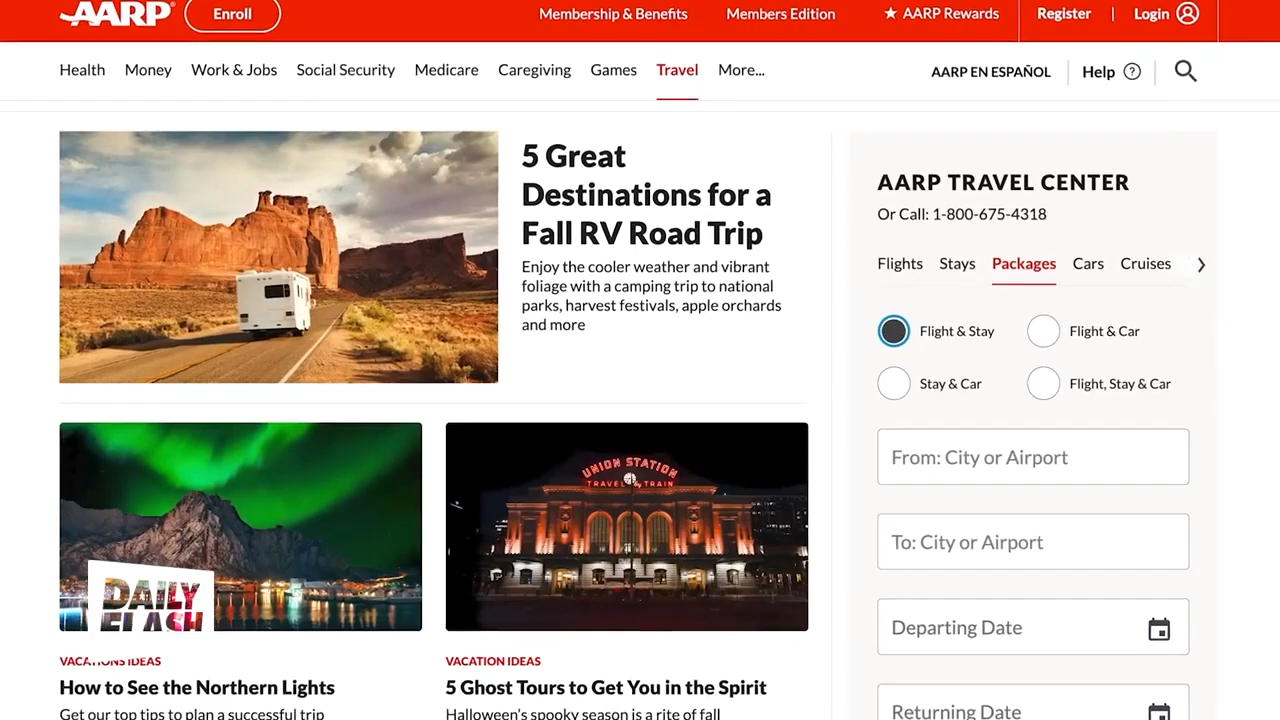 AARP
Enroll
Membership & Benefits
Members Edition
★ AARP Rewards
Register
|
Login
Health
Money
Work & Jobs
Social Security
Medicare
Caregiving
Games
Travel
More...
AARP EN ESPAÑOL
Help ?
5 Great
Destinations for a
Fall RV Road Trip
Enjoy the cooler weather and vibrant
foliage with a camping trip to national
parks, harvest festivals, apple orchards
and more
UNION STATION
TRAVEL by TRAIN
DAILY
FLASH
VACATIONS IDEAS
How to See the Northern Lights
Get our top tips to plan a successful trip
VACATION IDEAS
5 Ghost Tours to Get You in the Spirit
Halloween's spooky season is a rite of fall
AARP TRAVEL CENTER
Or Call: 1-800-675-4318
Flights
Stays
Packages
Cars
Cruises
Flight & Stay
Flight & Car
Stay & Car
Flight, Stay & Car
From: City or Airport
To: City or Airport
Departing Date
Returning Date